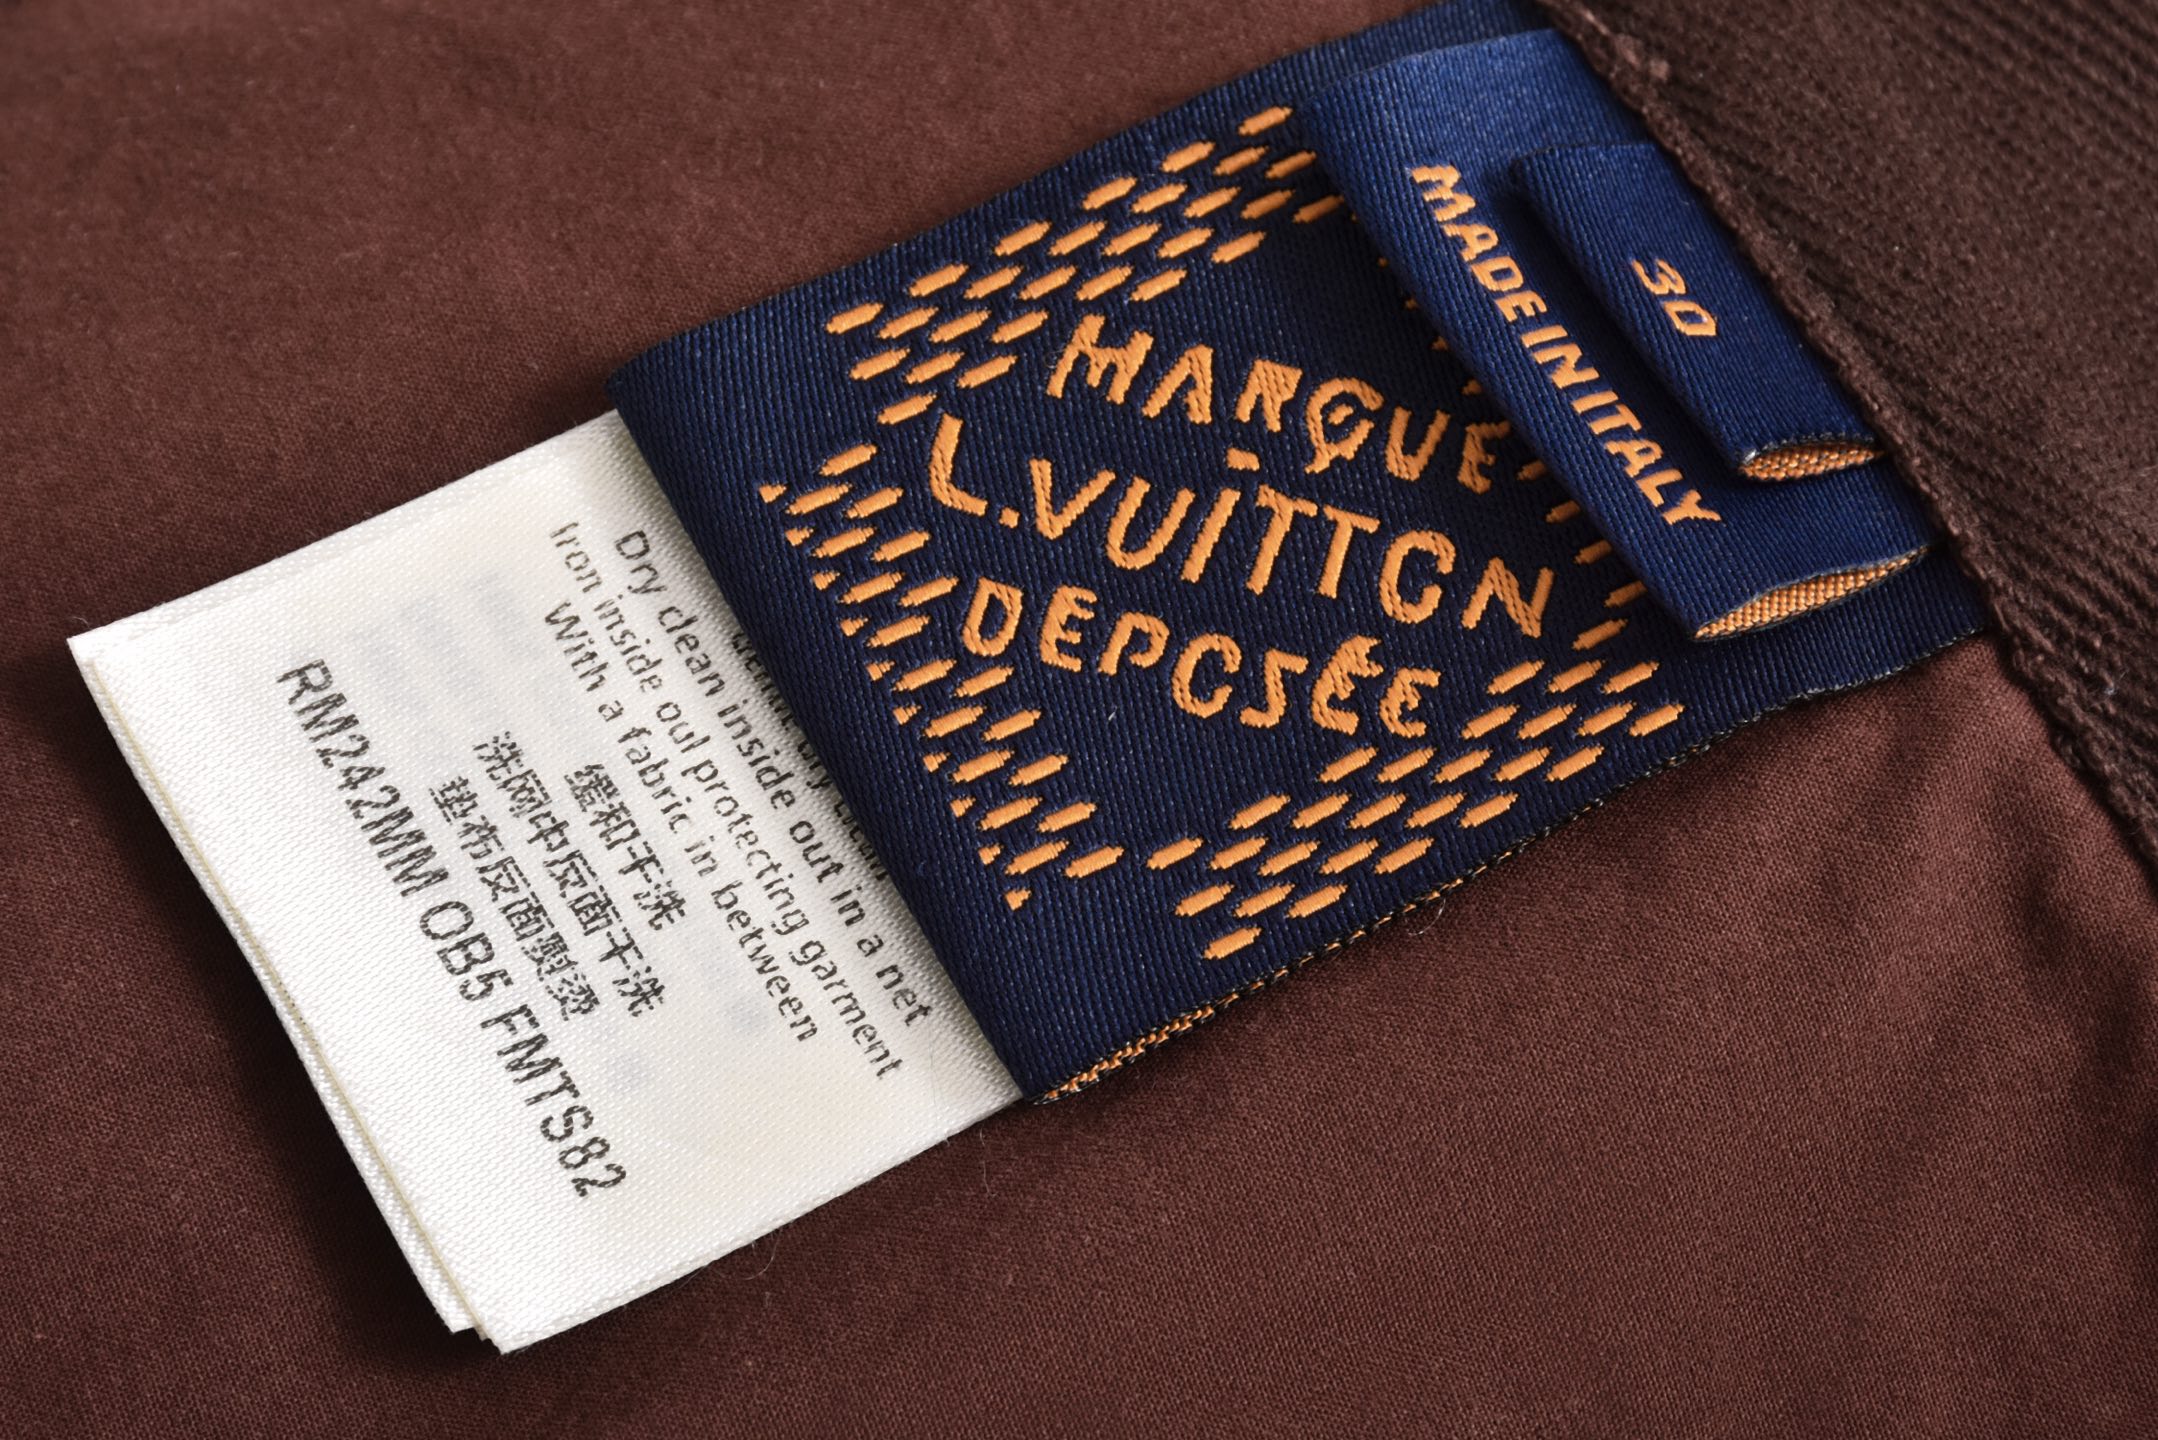 MARQUE
L.VUITTON
DEPOSÉE
MADE IN ITALY
30
Dry clean inside out in a net
Iron inside out protecting garment
With a fabric in between
缓和干洗
洗网中反面干洗
垫布反面熨烫
RM242MM OB5 FMTS82